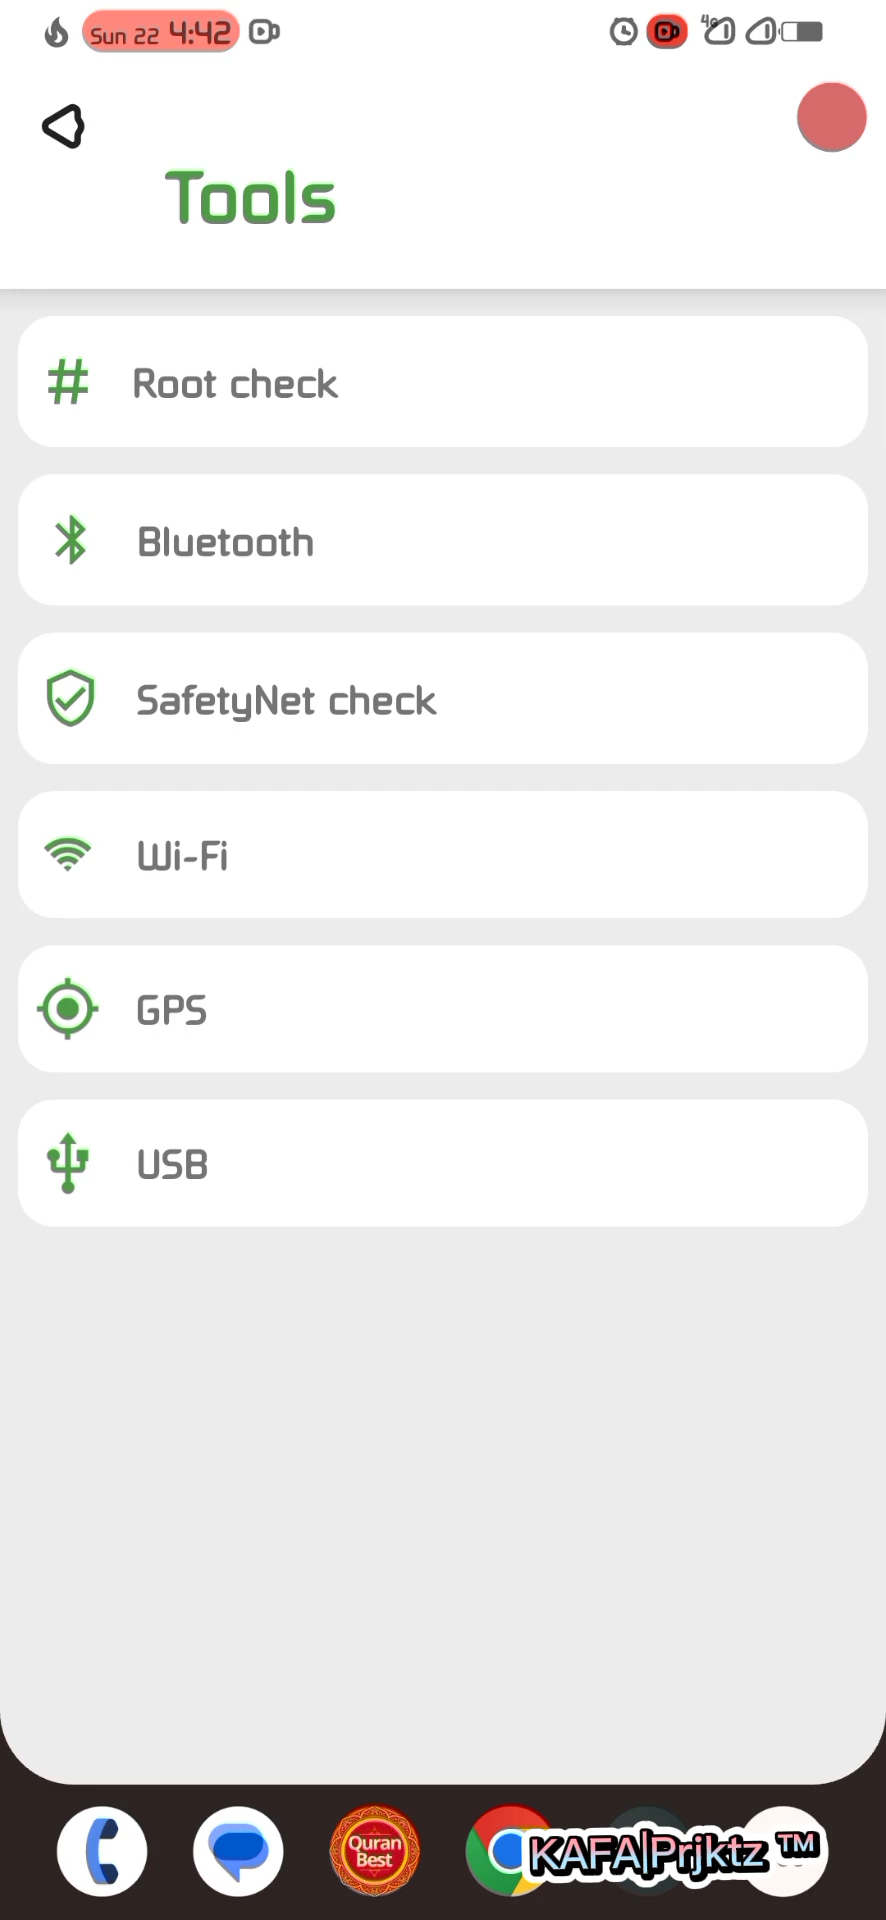 Sun 22 4:42
4G
Tools
# Root check
Bluetooth
SafetyNet check
Wi-Fi
GPS
USB
Quran
Best
KAFA|Prjktz ™